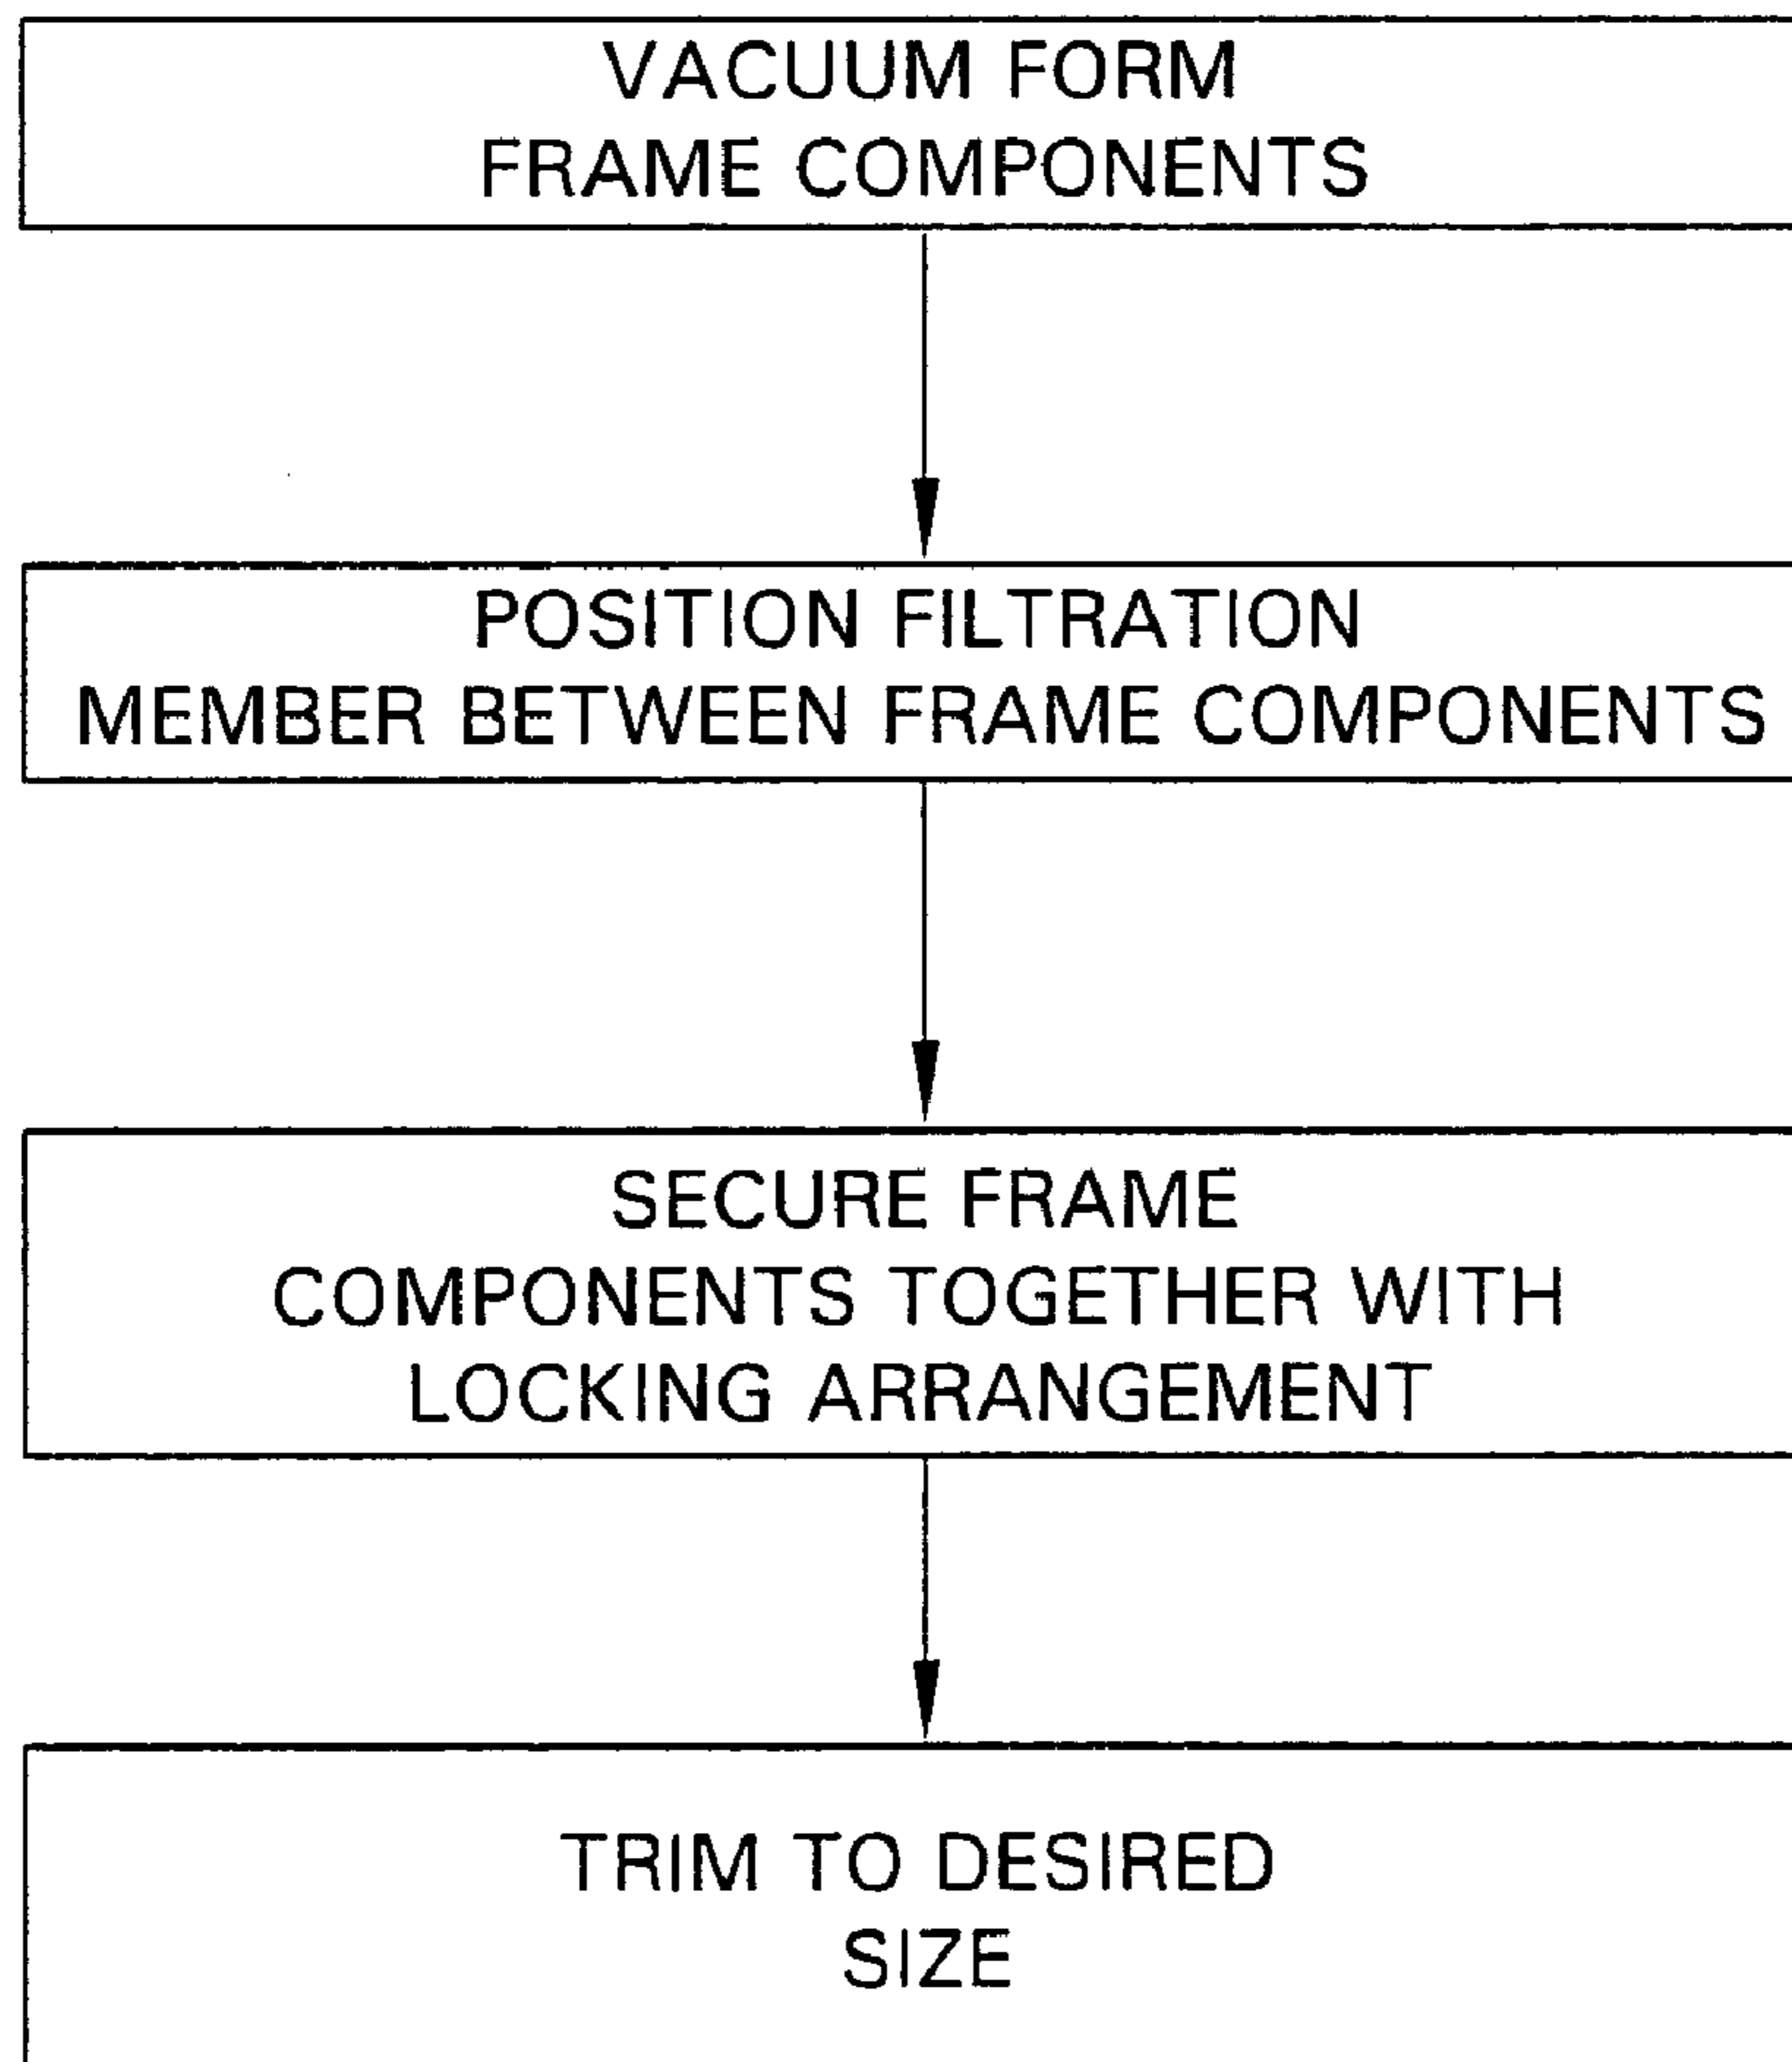 VACUUM FORM
FRAME COMPONENTS
POSITION FILTRATION
MEMBER BETWEEN FRAME COMPONENTS
SECURE FRAME
COMPONENTS TOGETHER WITH
LOCKING ARRANGEMENT
TRIM TO DESIRED
SIZE